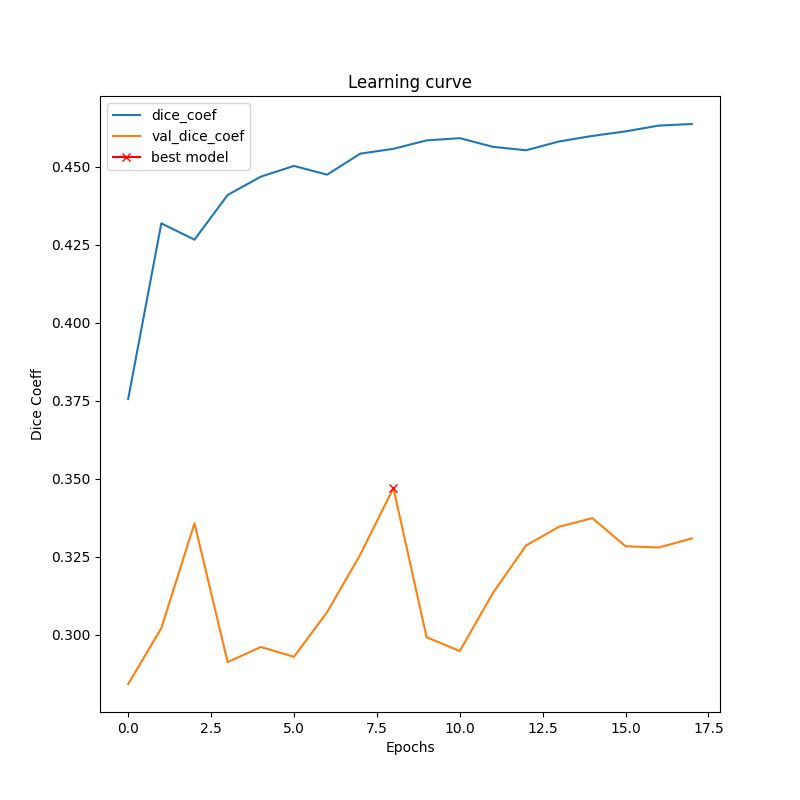 Learning curve
dice_coef
val_dice_coef
best model
0.450
0.425
0.400
0.375
0.350
0.325
0.300
Dice Coeff
0.0 2.5 5.0 7.5 10.0 12.5 15.0 17.5
Epochs